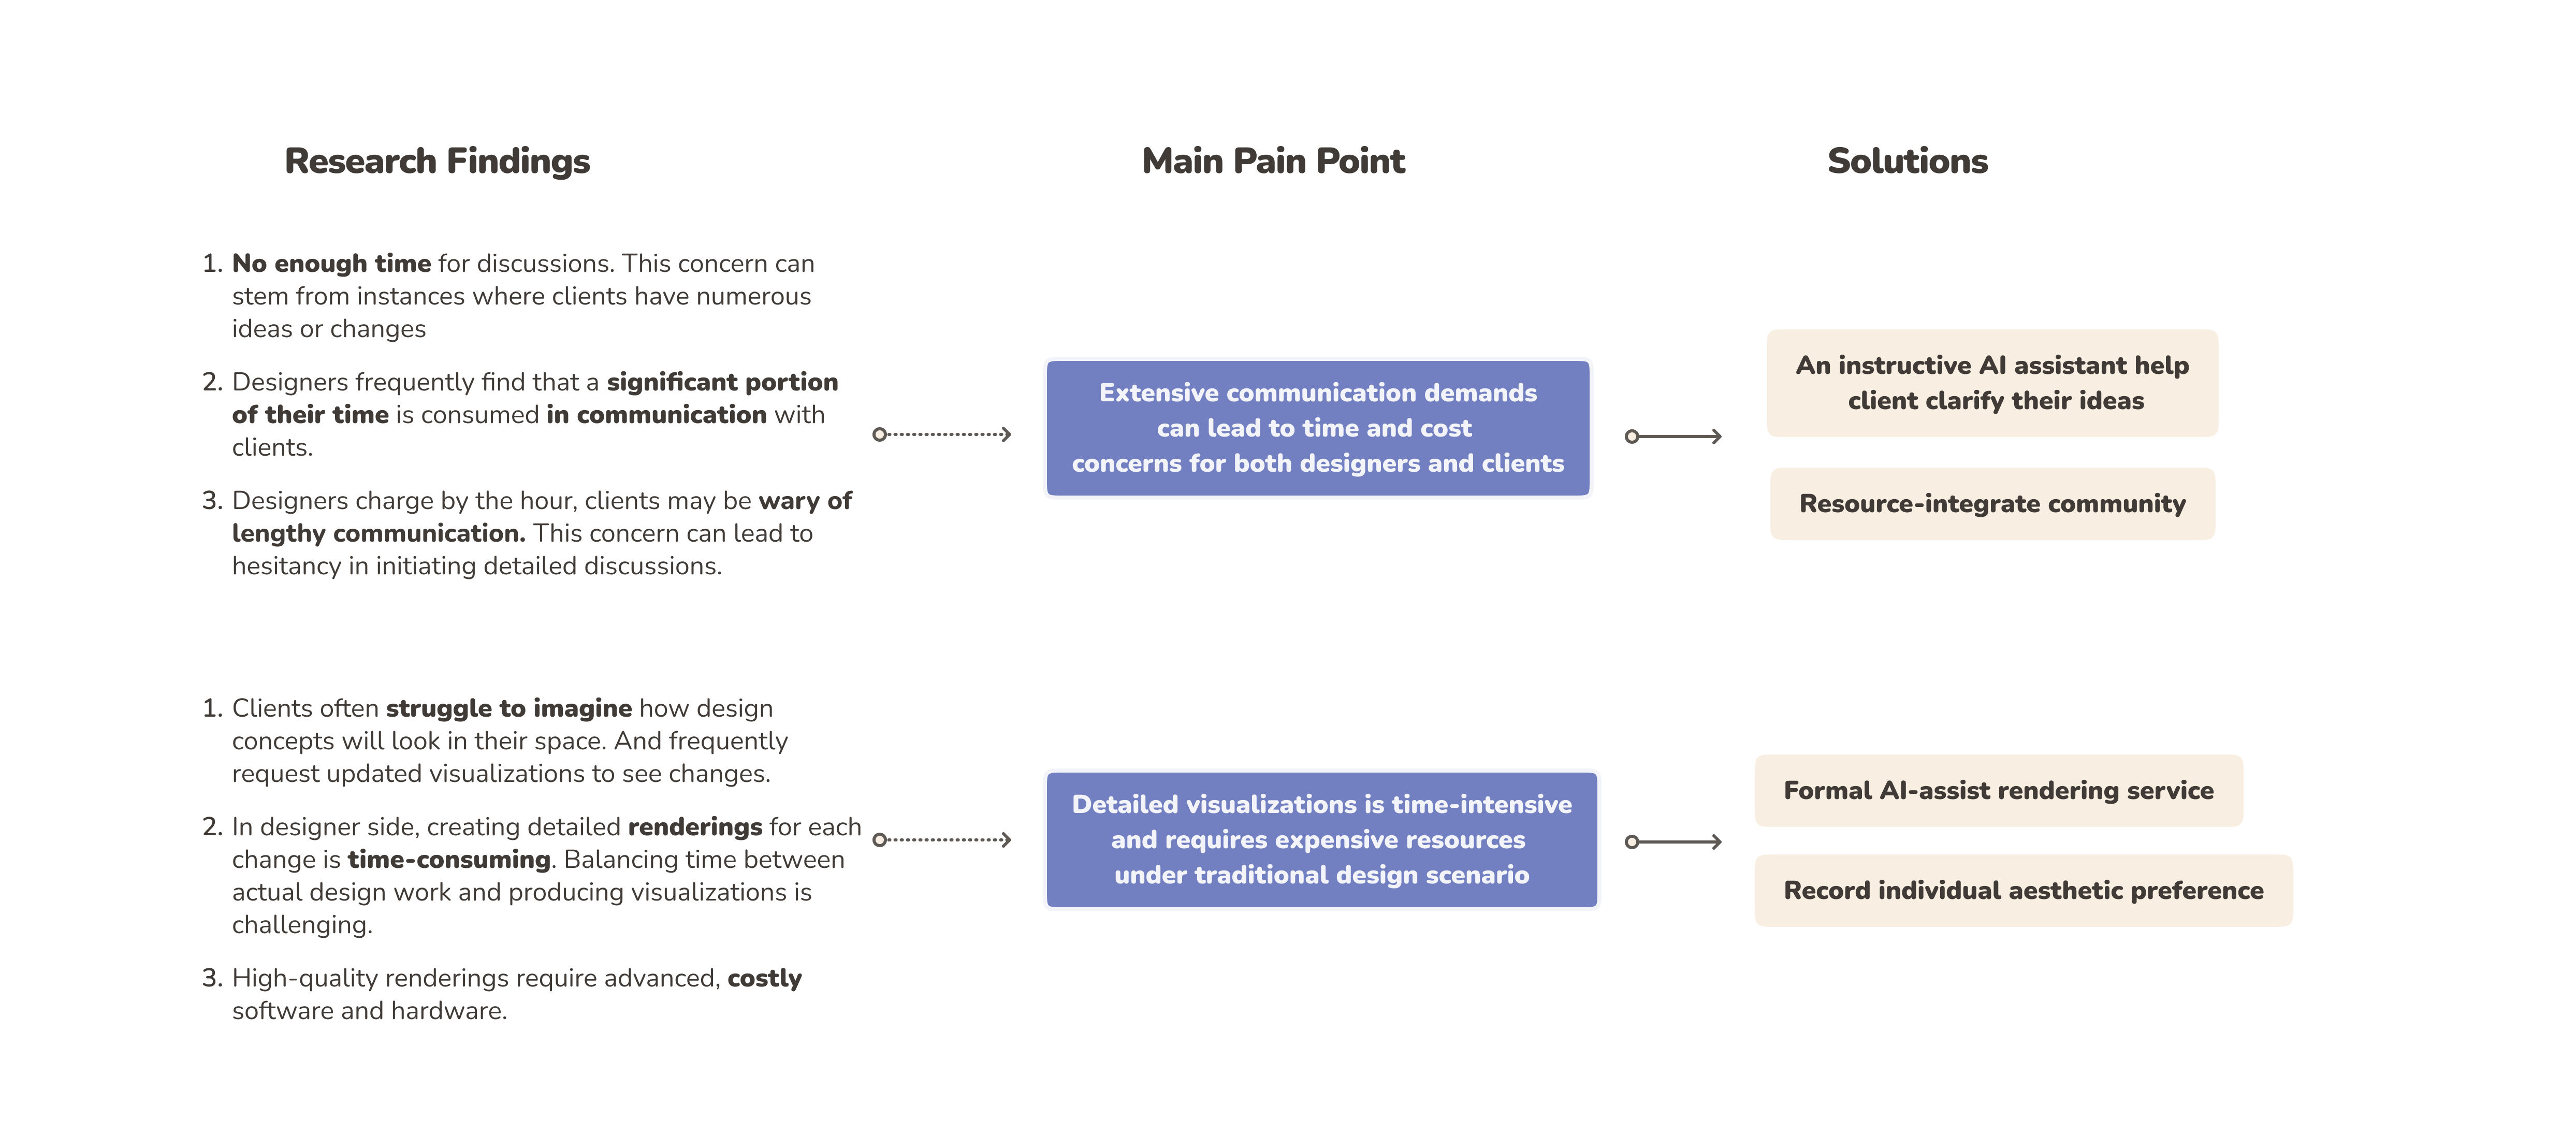 Research Findings
Main Pain Point
Solutions
1. No enough time for discussions. This concern can
stem from instances where clients have numerous
ideas or changes
2. Designers frequently find that a significant portion
of their time is consumed in communication with
clients.
3. Designers charge by the hour, clients may be wary of
lengthy communication. This concern can lead to
hesitancy in initiating detailed discussions.
Extensive communication demands
can lead to time and cost
concerns for both designers and clients
An instructive AI assistant help
client clarify their ideas
Resource-integrate community
1. Clients often struggle to imagine how design
concepts will look in their space. And frequently
request updated visualizations to see changes.
2. In designer side, creating detailed renderings for each
change is time-consuming. Balancing time between
actual design work and producing visualizations is
challenging.
3. High-quality renderings require advanced, costly
software and hardware.
Detailed visualizations is time-intensive
and requires expensive resources
under traditional design scenario
Formal AI-assist rendering service
Record individual aesthetic preference